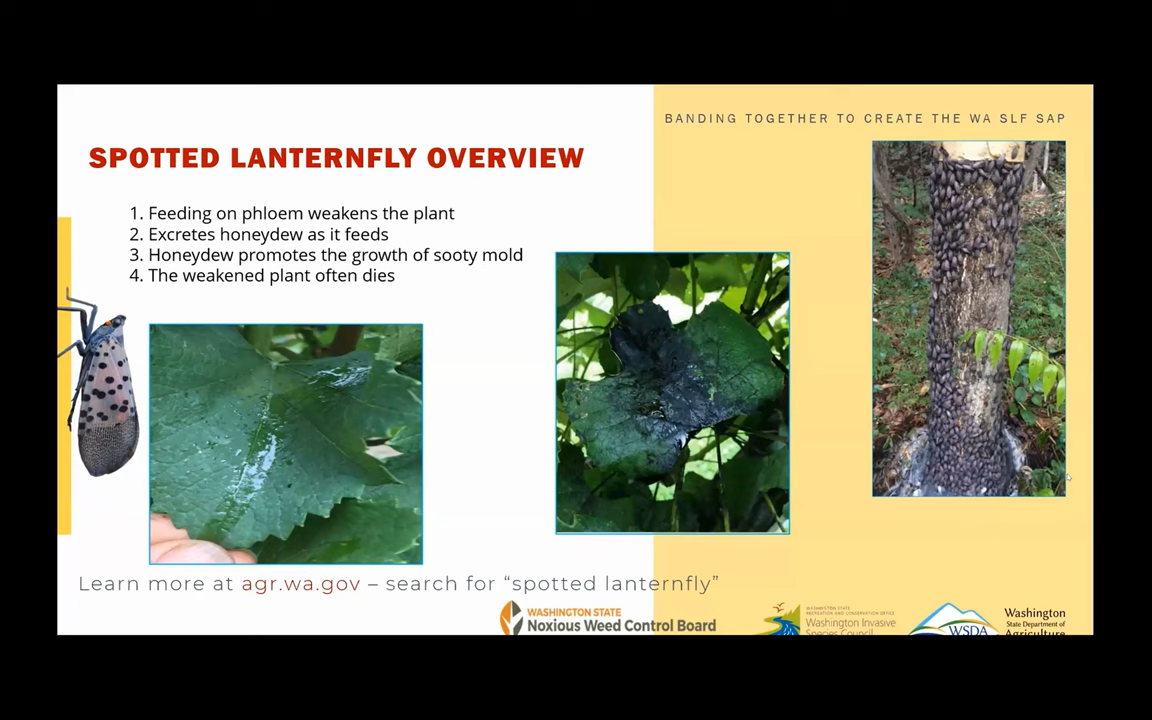 BANDING TOGETHER TO CREATE THE WA SLF SAP
SPOTTED LANTERNFLY OVERVIEW
1. Feeding on phloem weakens the plant
2. Excretes honeydew as it feeds
3. Honeydew promotes the growth of sooty mold
4. The weakened plant often dies
Learn more at agr.wa.gov – search for “spotted lanternfly”
WASHINGTON STATE
Noxious Weed Control Board
WASHINGTON STATE
RECREATION AND CONSERVATION OFFICE
Washington Invasive
Species Council
WSDA
Washington
State Department of
Agriculture